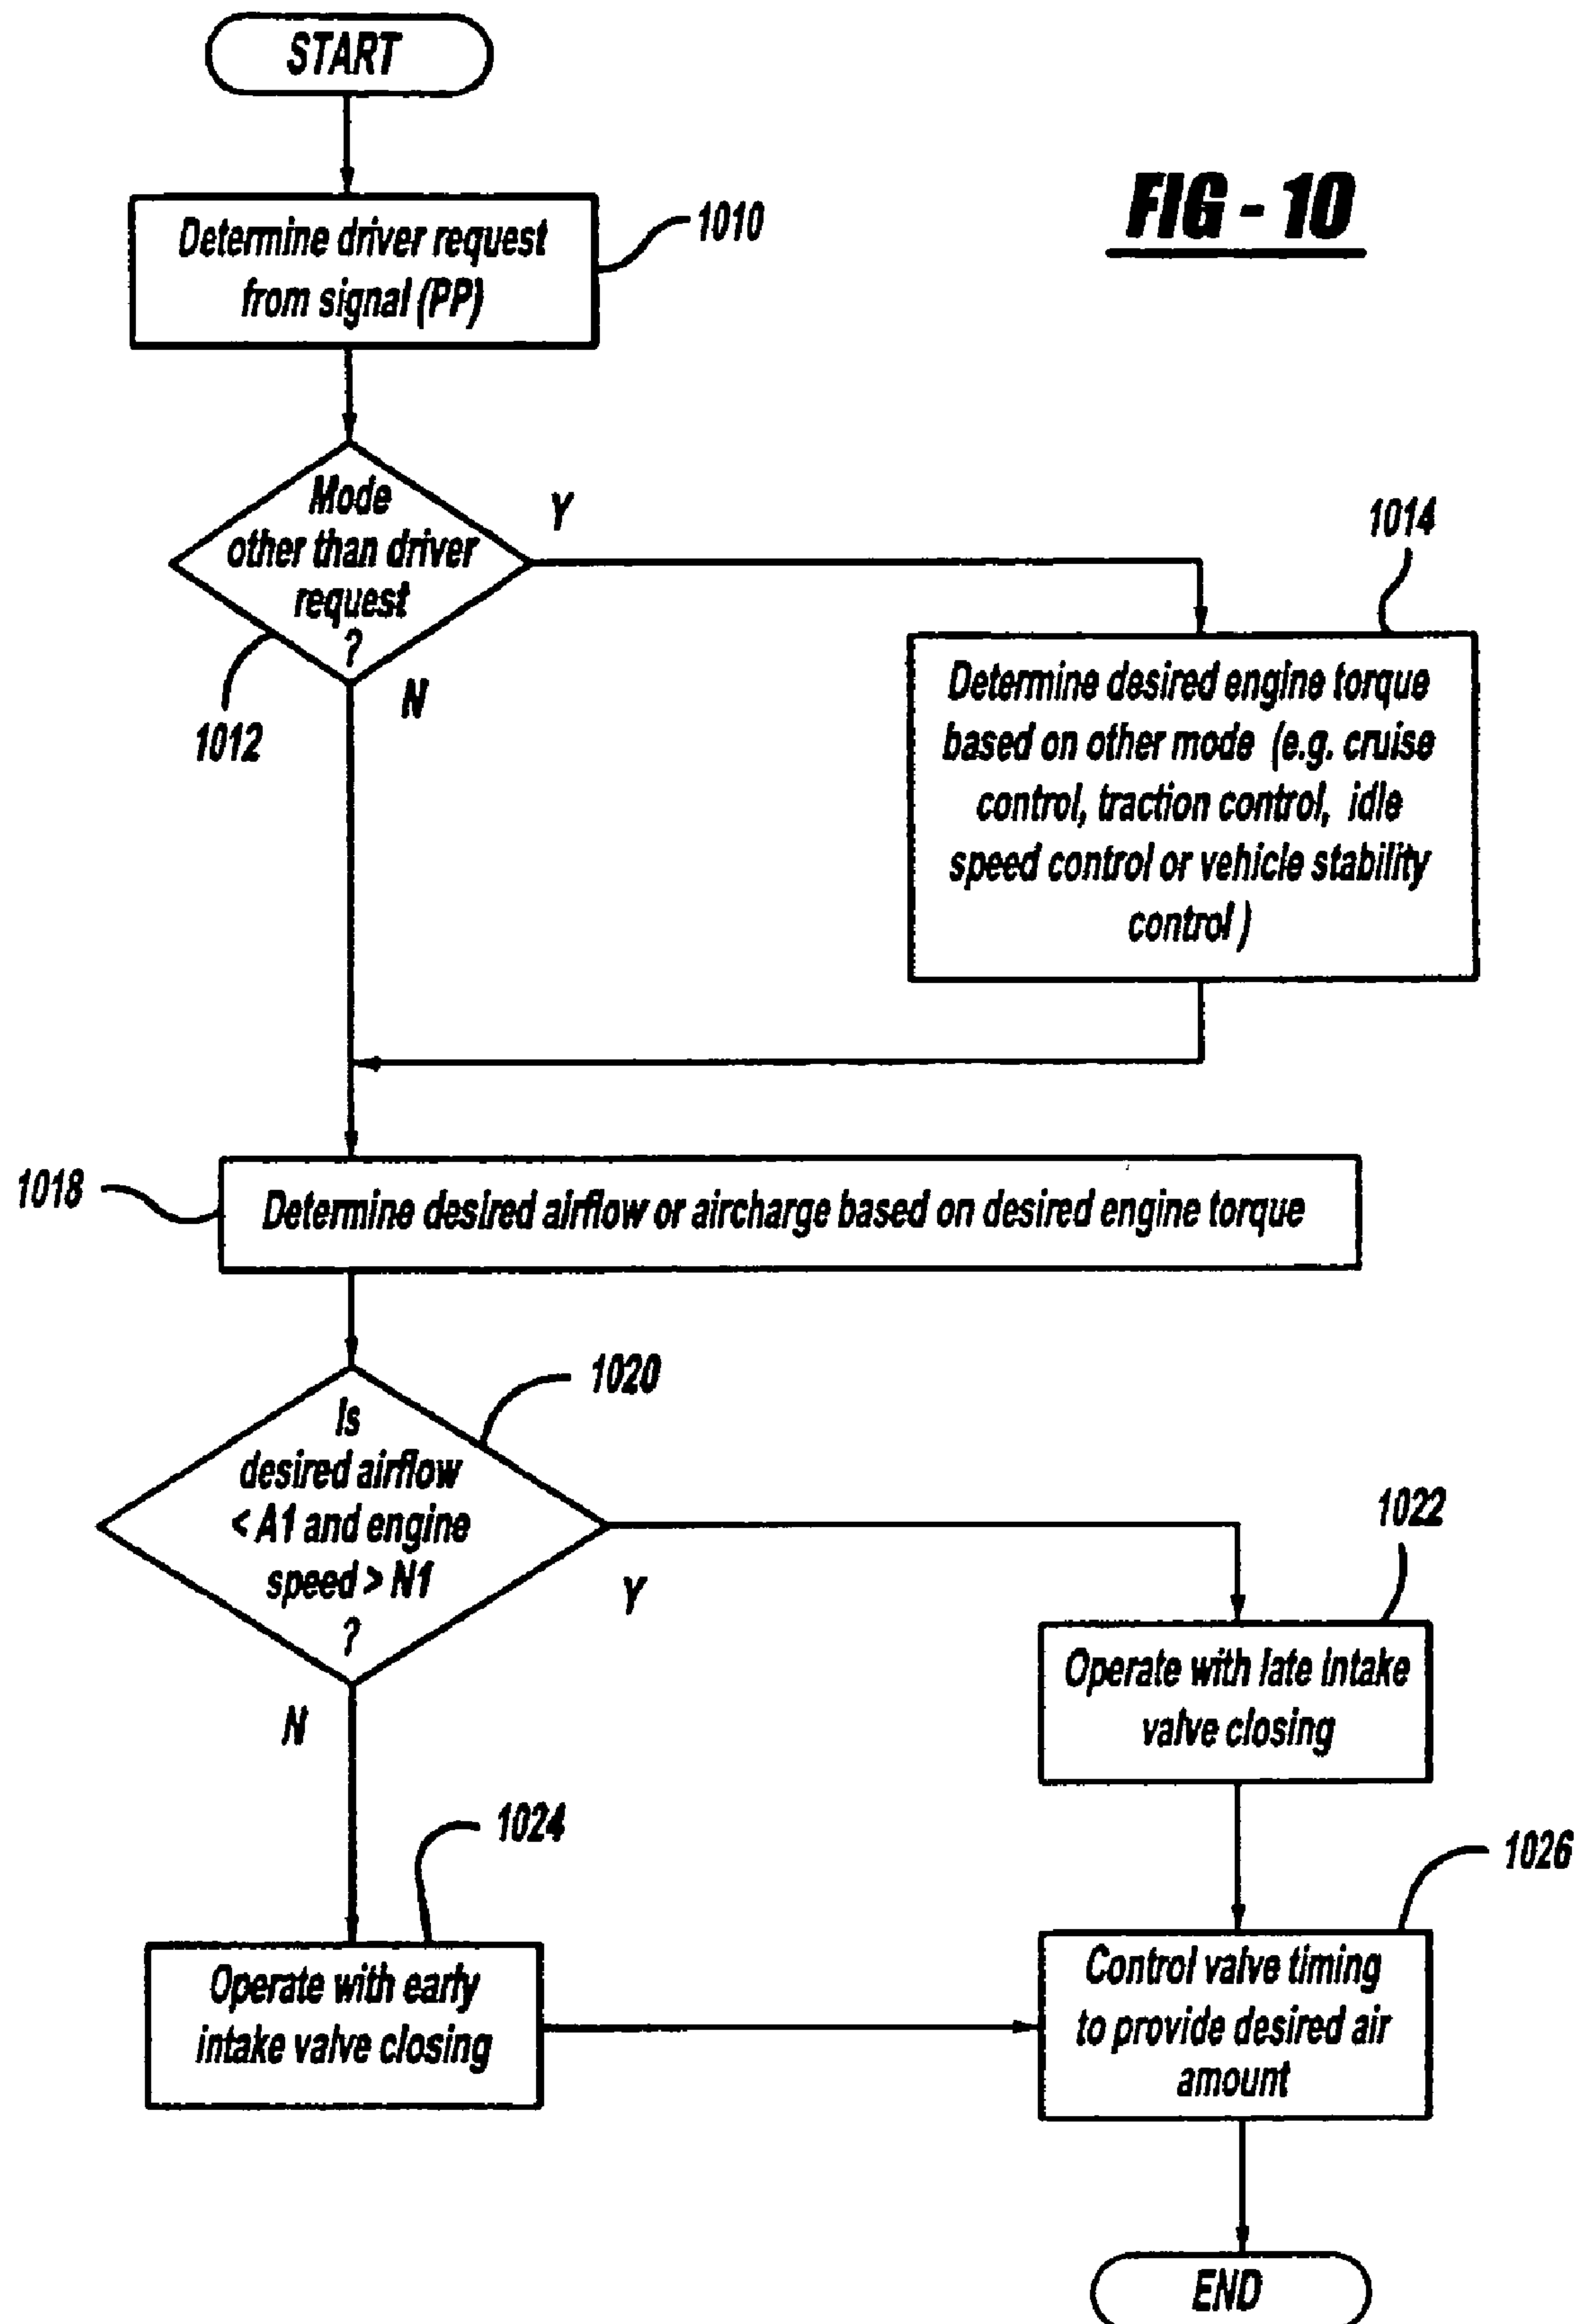 START
FIG - 10
Determine driver request
from signal (PP)
1010
Mode
other than driver
request
?
Y
N
1012
1014
Determine desired engine torque
based on other mode (e.g. cruise
control, traction control, idle
speed control or vehicle stability
control)
1018
Determine desired airflow or aircharge based on desired engine torque
1020
Is
desired airflow
< A1 and engine
speed > N1
?
Y
N
1022
Operate with late intake
valve closing
1024
Operate with early
intake valve closing
1026
Control valve timing
to provide desired air
amount
END